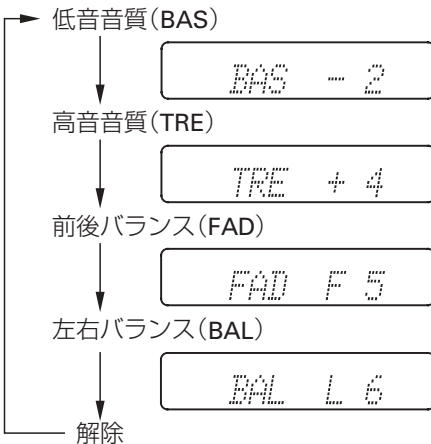 低音音質(BAS)
BAS - 2
高音音質(TRE)
TRE + 4
前後バランス(FAD)
FAD F 5
左右バランス(BAL)
BAL L 6
解除